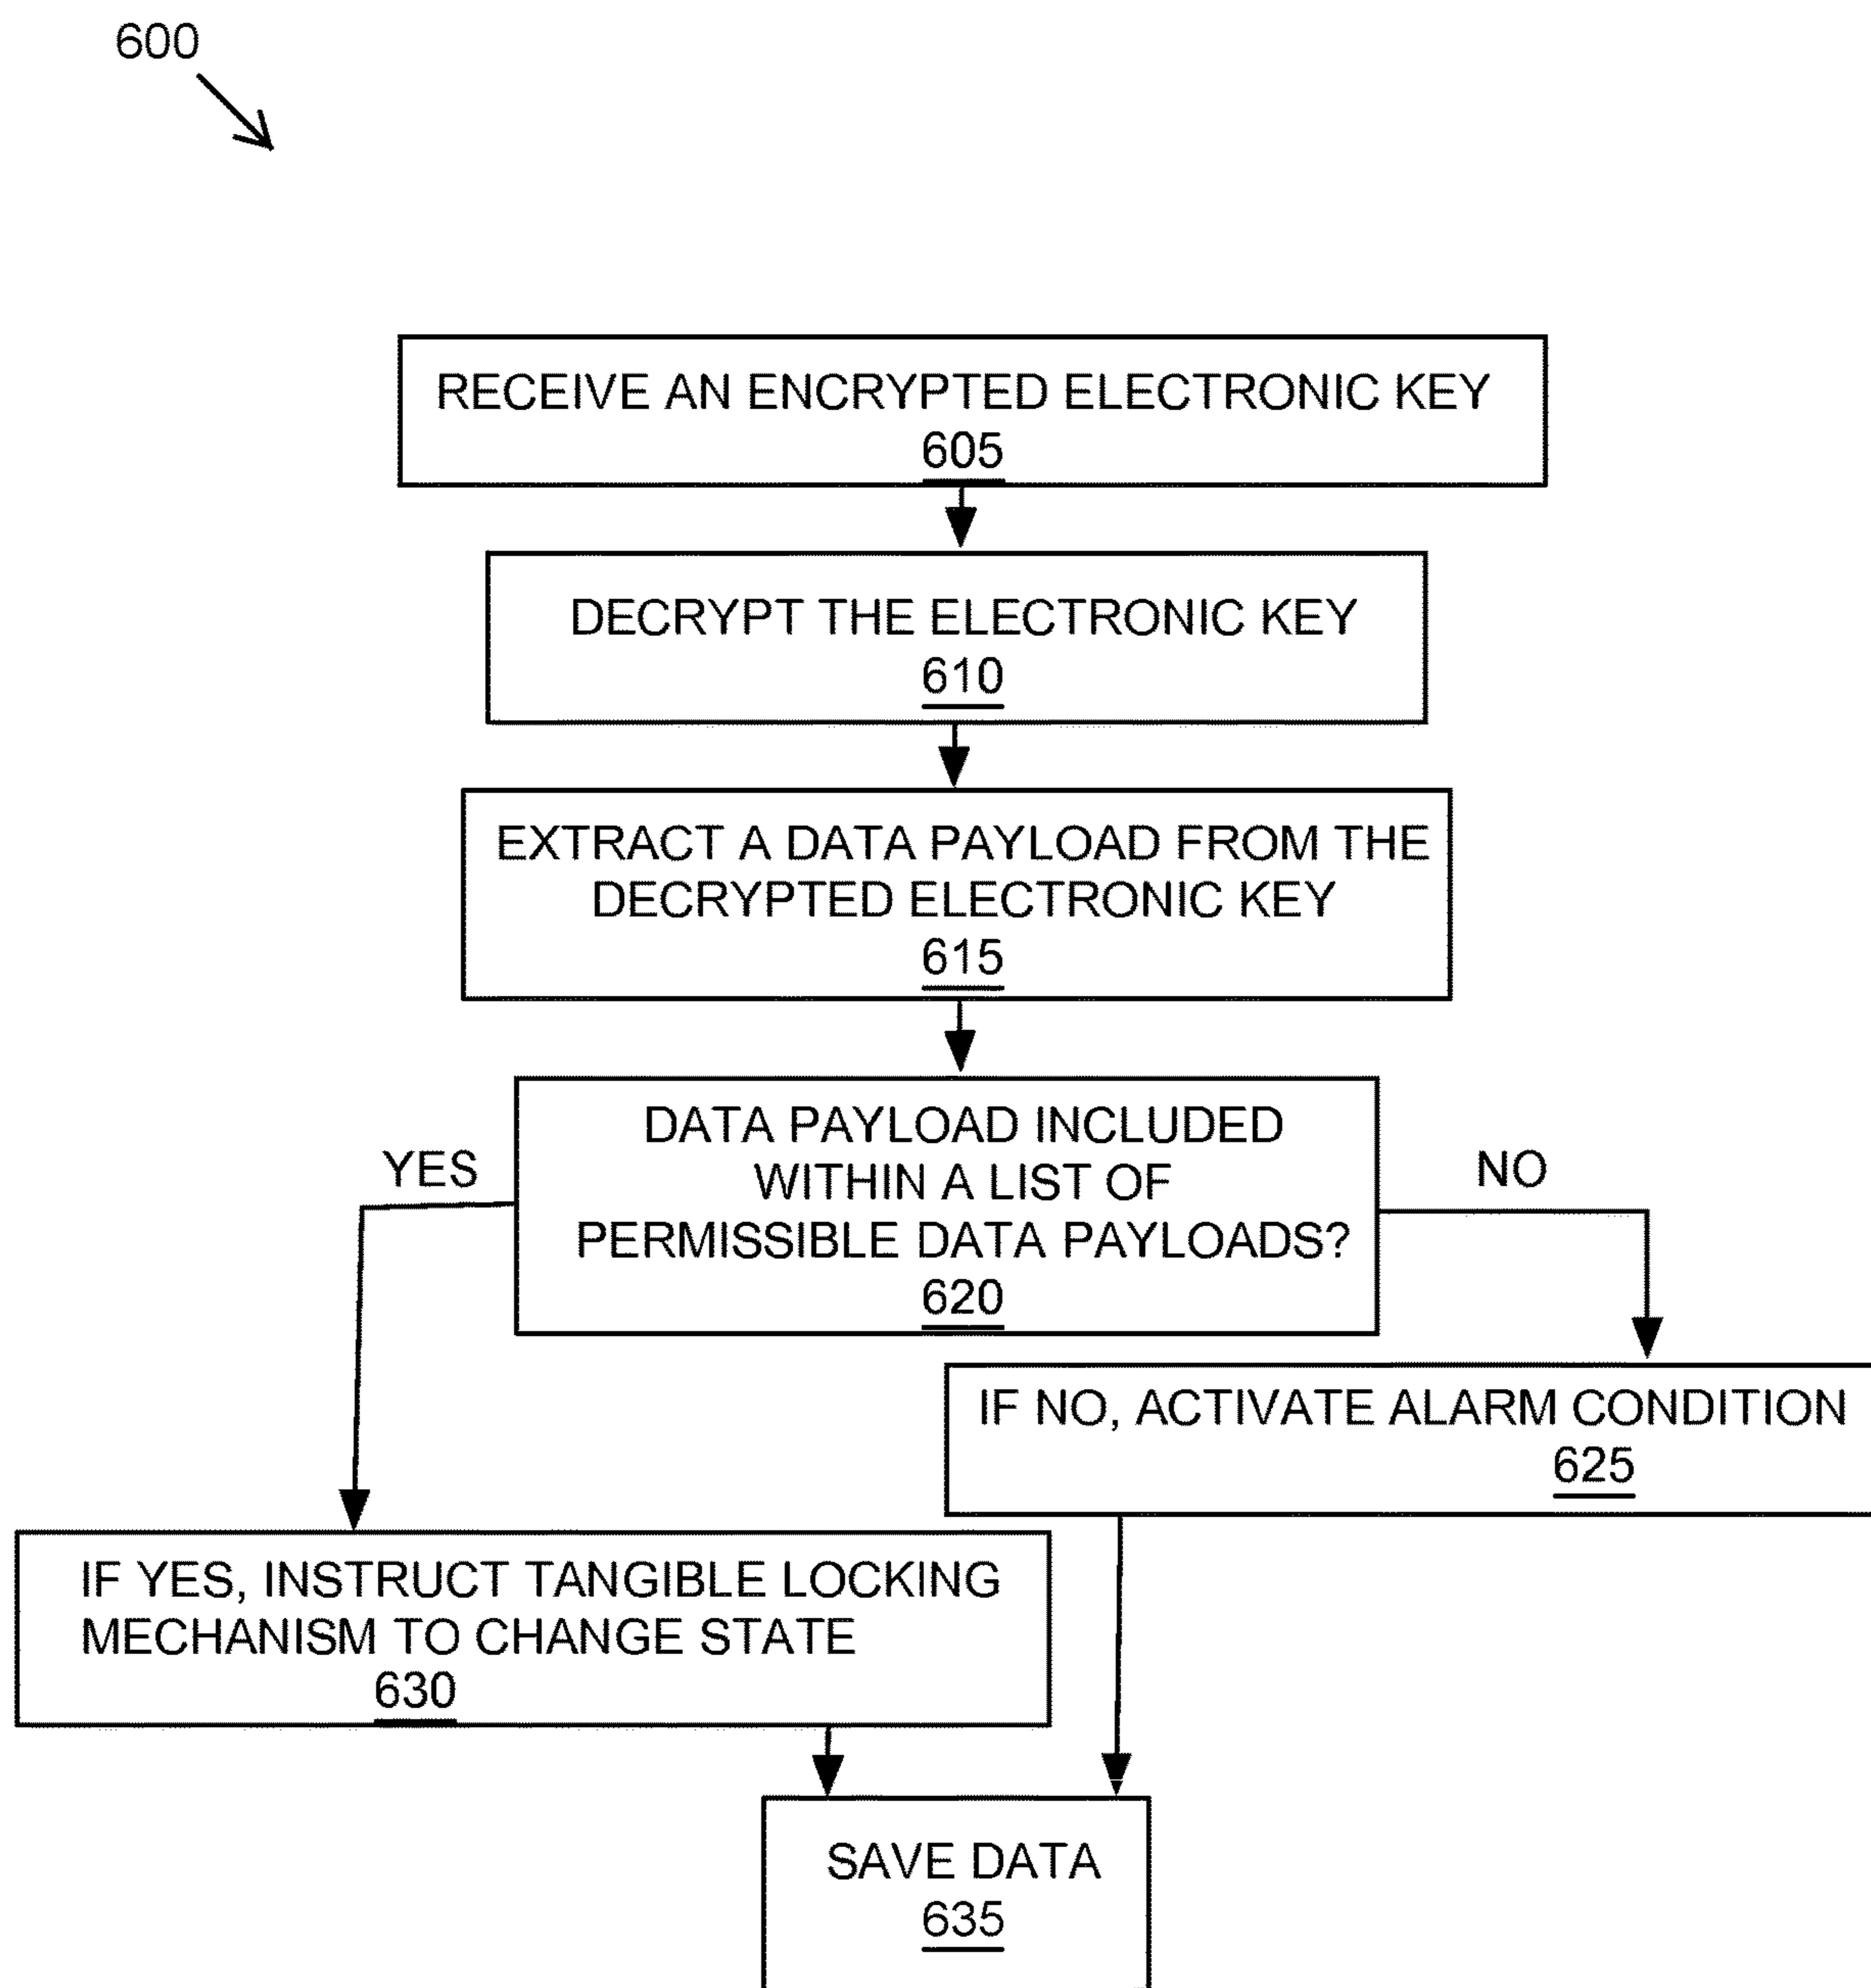 600
RECEIVE AN ENCRYPTED ELECTRONIC KEY
605
DECRYPT THE ELECTRONIC KEY
610
EXTRACT A DATA PAYLOAD FROM THE
DECRYPTED ELECTRONIC KEY
615
DATA PAYLOAD INCLUDED
WITHIN A LIST OF
PERMISSIBLE DATA PAYLOADS?
620
YES
NO
IF NO, ACTIVATE ALARM CONDITION
625
IF YES, INSTRUCT TANGIBLE LOCKING
MECHANISM TO CHANGE STATE
630
SAVE DATA
635